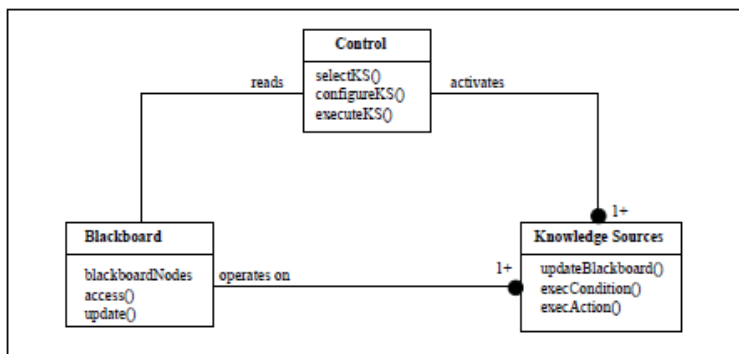 Control
selectKS()
configureKS()
executeKS()
reads
activates
1+
Blackboard
blackboardNodes
access()
update()
operates on
1+
Knowledge Sources
updateBlackboard()
execCondition()
execAction()